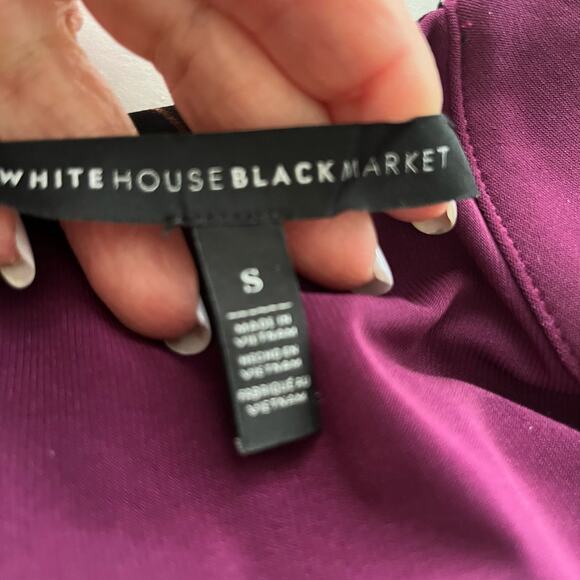 WHITE HOUSE BLACK MARKET
S
MADE IN
VIETNAM
HECHO EN
VIETNAM
FABRIQUÉ AU
VIETNAM